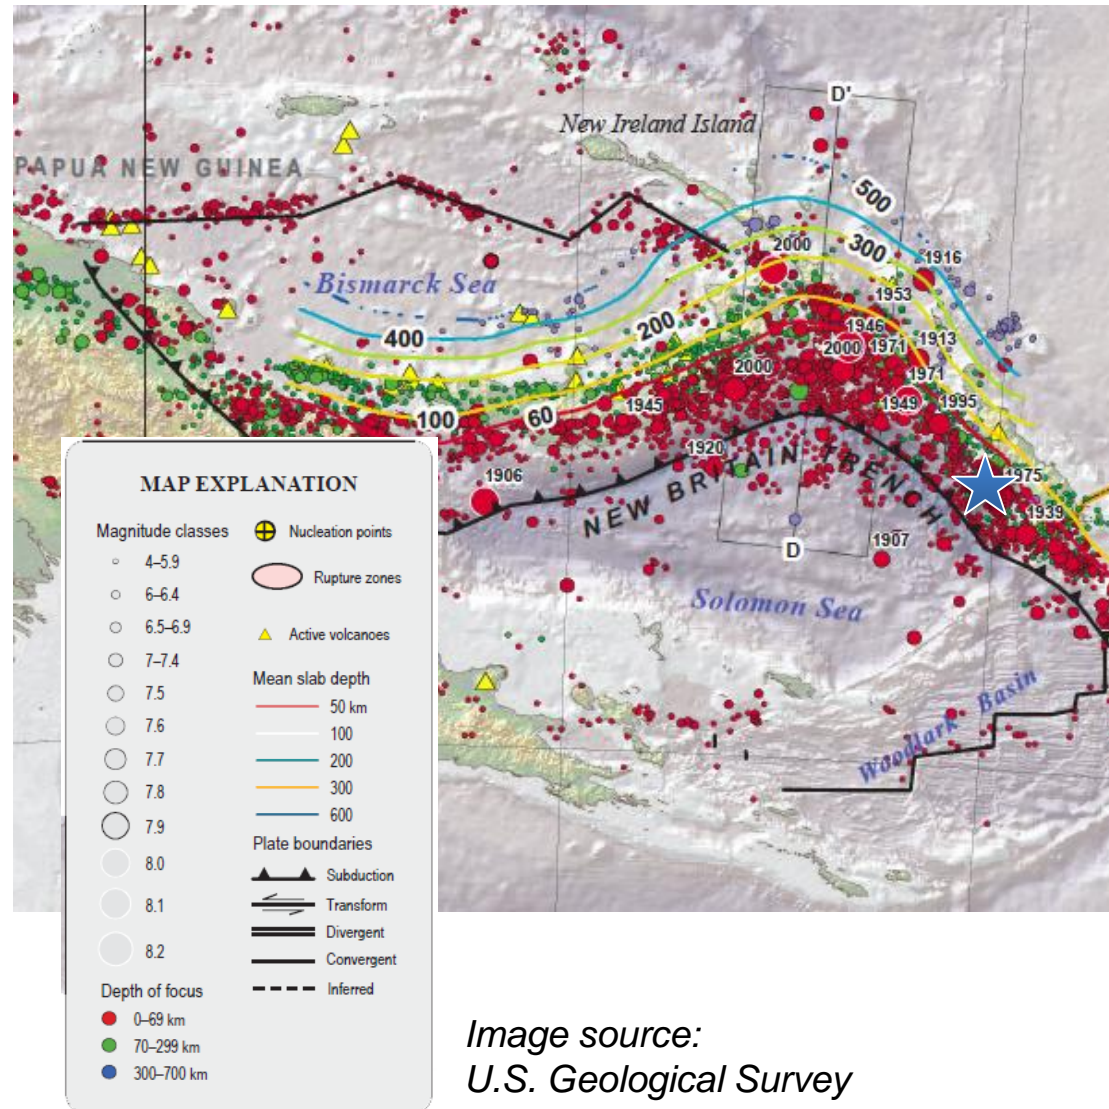 D'
New Ireland Island
PAPUA NEW GUINEA
500
2000
300
1916
Bismarck Sea
1953
200
1946
1913
400
2000
1971
2000
1971
1945
1949
1995
100
60
1920
1975
1906
NEW BRITAIN TRENCH
1939
1907
D
Solomon Sea
Woodlark Basin
MAP EXPLANATION
Magnitude classes
4–5.9
6–6.4
6.5–6.9
7–7.4
7.5
7.6
7.7
7.8
7.9
8.0
8.1
8.2
Depth of focus
0–69 km
70–299 km
300–700 km
Nucleation points
Rupture zones
Active volcanoes
Mean slab depth
50 km
100
200
300
600
Plate boundaries
Subduction
Transform
Divergent
Convergent
Inferred
Image source:
U.S. Geological Survey